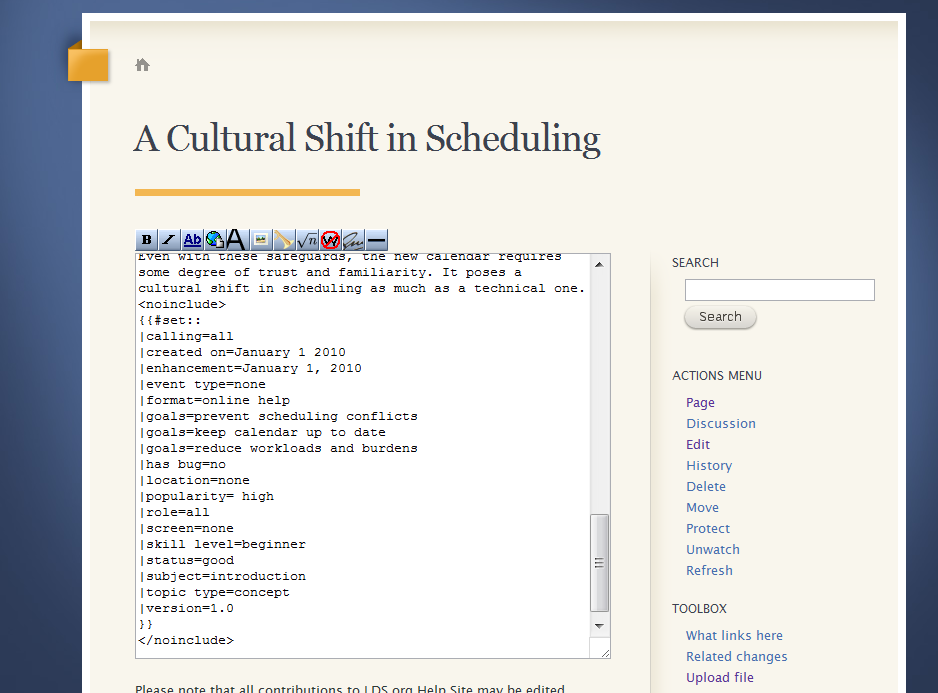 A Cultural Shift in Scheduling
B I Ab A √n W
Even with these safeguards, the new calendar requires
some degree of trust and familiarity. It poses a
cultural shift in scheduling as much as a technical one.
<noinclude>
{{#set::
|calling=all
|created on=January 1 2010
|enhancement=January 1, 2010
|event type=none
|format=online help
|goals=prevent scheduling conflicts
|goals=keep calendar up to date
|goals=reduce workloads and burdens
|has bug=no
|location=none
|popularity= high
|role=all
|screen=none
|skill level=beginner
|status=good
|subject=introduction
|topic type=concept
|version=1.0
}}
</noinclude>
Please note that all contributions to LDS.org Help Site may be edited,
SEARCH
Search
ACTIONS MENU
Page
Discussion
Edit
History
Delete
Move
Protect
Unwatch
Refresh
TOOLBOX
What links here
Related changes
Upload file